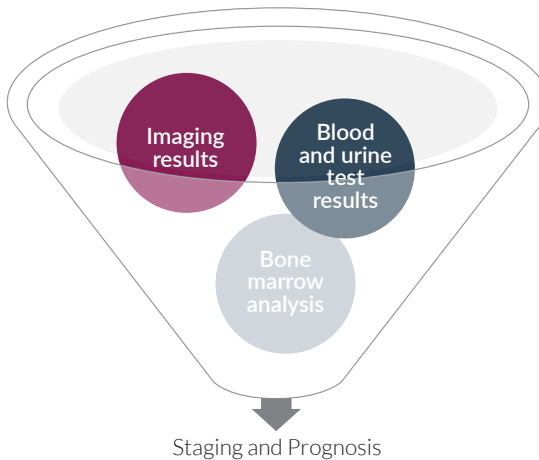 Imaging
results
Blood
and urine
test
results
Bone
marrow
analysis
Staging and Prognosis